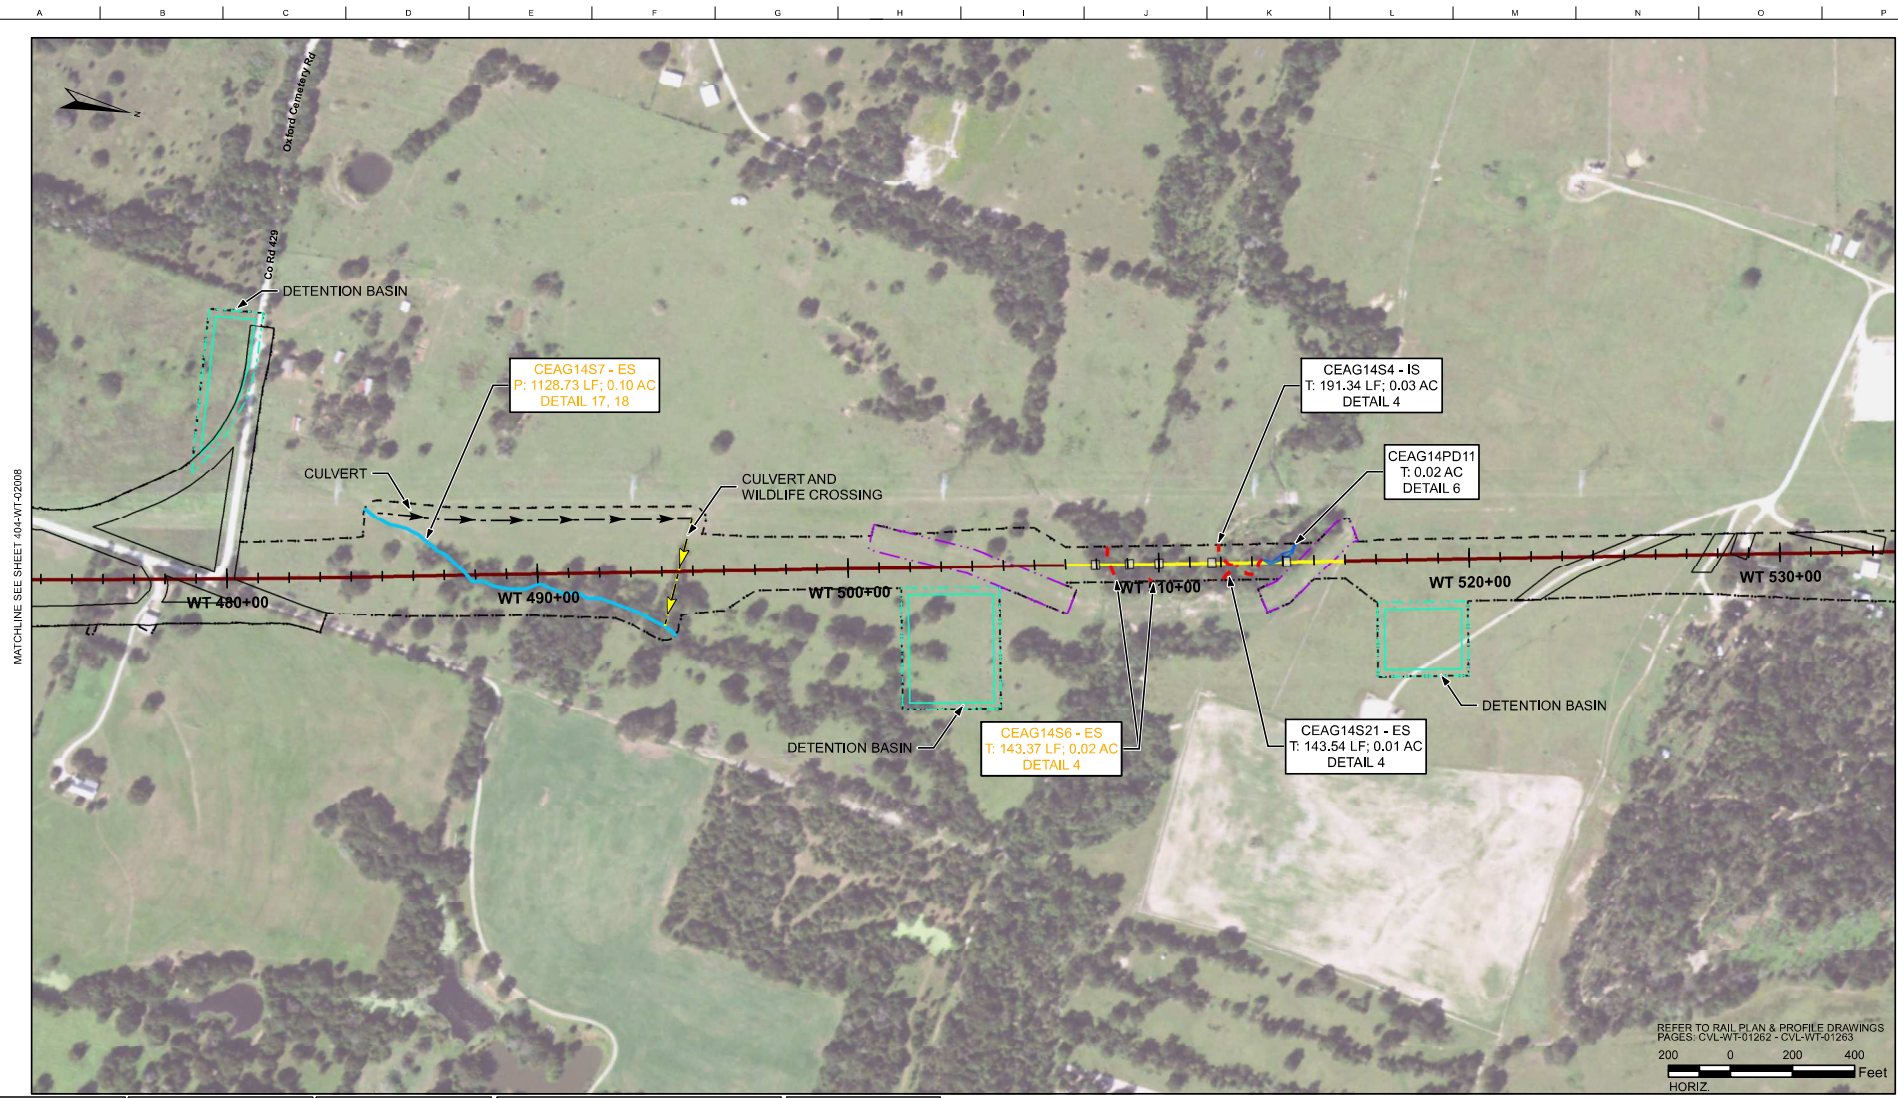 A B C D E F G H I J K L M N O P
Oxford Cemetery Rd
N
Co Rd 429
DETENTION BASIN
CEAG14S7 - ES
P: 1128.73 LF; 0.10 AC
DETAIL 17, 18
CEAG14S4 - IS
T: 191.34 LF; 0.03 AC
DETAIL 4
CEAG14PD11
T: 0.02 AC
DETAIL 6
CULVERT
CULVERT AND
WILDLIFE CROSSING
MATCHLINE SEE SHEET 404-WT-02008
WT 480+00
WT 490+00
WT 500+00
WT 510+00
WT 520+00
WT 530+00
DETENTION BASIN
DETENTION BASIN
CEAG14S6 - ES
T: 143.37 LF; 0.02 AC
DETAIL 4
CEAG14S21 - ES
T: 143.54 LF; 0.01 AC
DETAIL 4
REFER TO RAIL PLAN & PROFILE DRAWINGS
PAGES: CVL-WT-01262 - CVL-WT-01263
200 0 200 400
Feet
HORIZ.